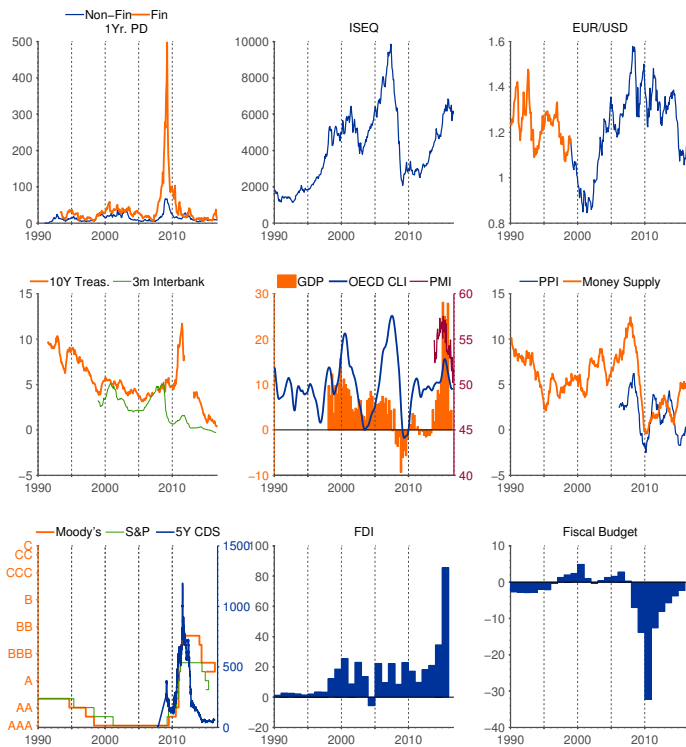 Non-Fin Fin
1Yr. PD
500
400
300
200
100
0
1990 2000 2010
ISEQ
10000
8000
6000
4000
2000
0
1990 2000 2010
EUR/USD
1.6
1.4
1.2
1
0.8
1990 2000 2010
10Y Treas. 3m Interbank
15
10
5
0
−5
1990 2000 2010
GDP OECD CLI PMI
30 60
20 55
10 50
0 45
−10 40
1990 2000 2010
PPI Money Supply
15
10
5
0
−5
1990 2000 2010
Moody's S&P 5Y CDS
C 1500
CC
CCC
B 1000
BB
BBB 500
A
AA
AAA 0
1990 2000 2010
FDI
100
80
60
40
20
0
−20
1990 2000 2010
Fiscal Budget
10
0
−10
−20
−30
−40
1990 2000 2010